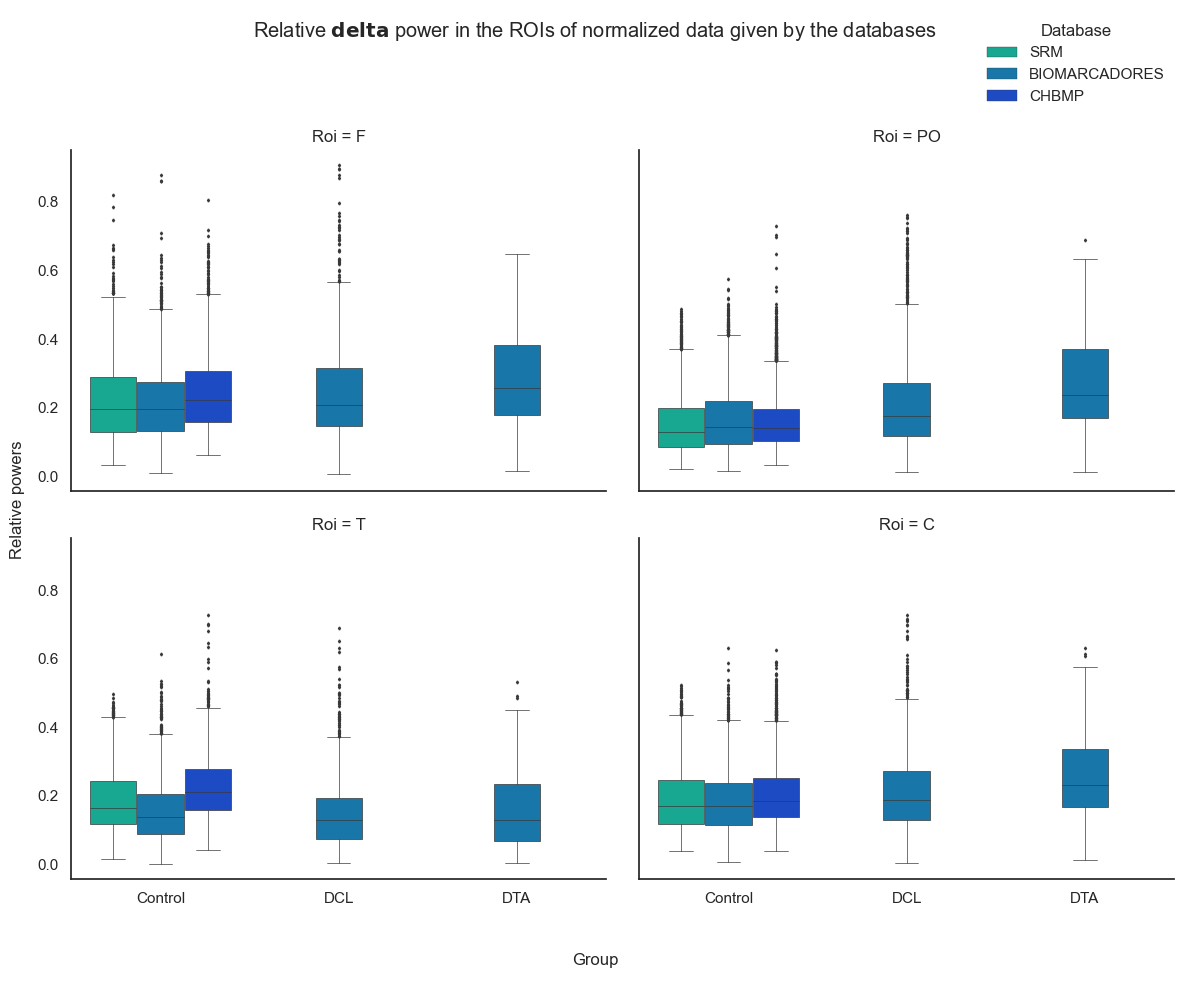 Relative delta power in the ROIs of normalized data given by the databases
Database
SRM
BIOMARCADORES
CHBMP
Roi = F
Roi = PO
0.8
0.6
0.4
0.2
0.0
Relative powers
Roi = T
Roi = C
0.8
0.6
0.4
0.2
0.0
Control
DCL
DTA
Control
DCL
DTA
Group